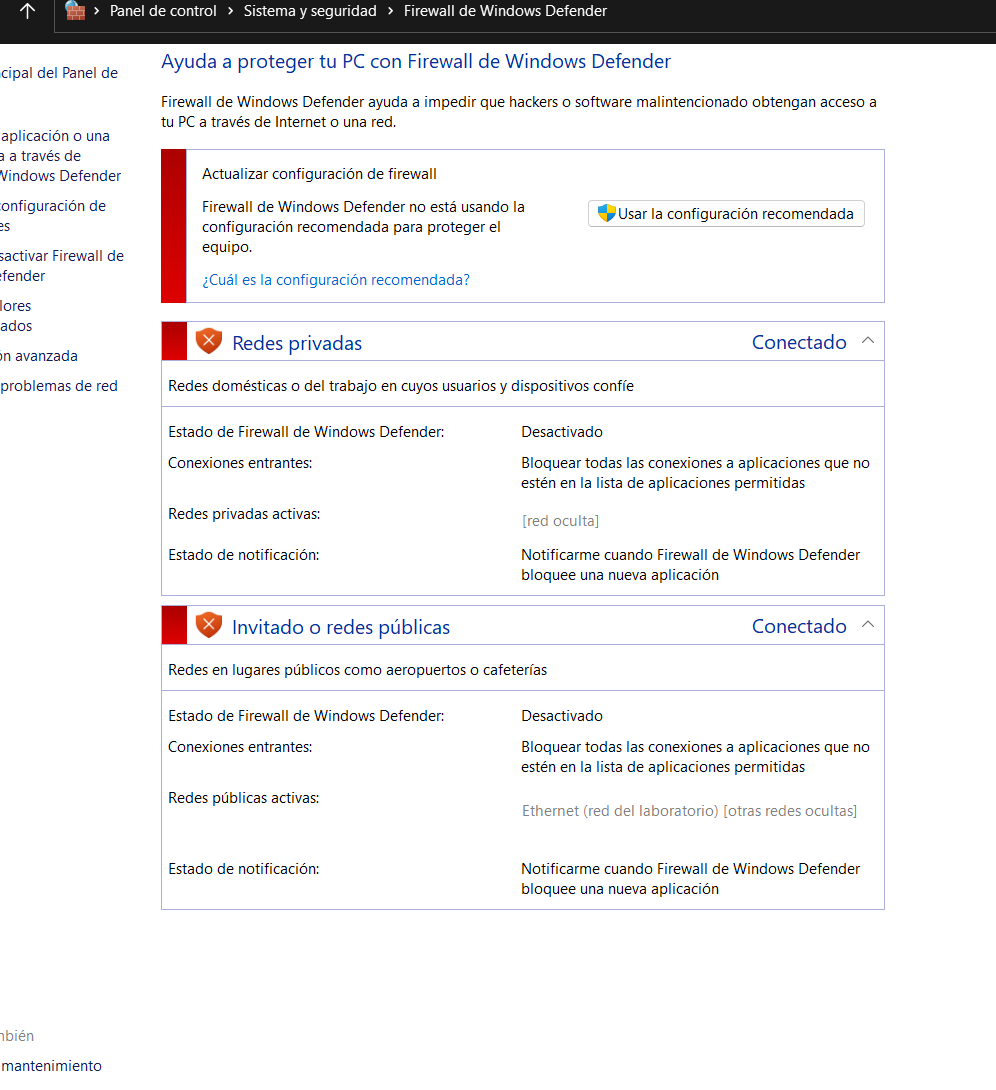 Panel de control > Sistema y seguridad > Firewall de Windows Defender
cipal del Panel de
aplicación o una
a a través de
Windows Defender
onfiguración de
es
sactivar Firewall de
efender
lores
ados
ón avanzada
problemas de red
mbién
mantenimiento
Ayuda a proteger tu PC con Firewall de Windows Defender
Firewall de Windows Defender ayuda a impedir que hackers o software malintencionado obtengan acceso a
tu PC a través de Internet o una red.
Actualizar configuración de firewall
Firewall de Windows Defender no está usando la
configuración recomendada para proteger el
equipo.
Usar la configuración recomendada
¿Cuál es la configuración recomendada?
Redes privadas Conectado
Redes domésticas o del trabajo en cuyos usuarios y dispositivos confíe
Estado de Firewall de Windows Defender: Desactivado
Conexiones entrantes: Bloquear todas las conexiones a aplicaciones que no
estén en la lista de aplicaciones permitidas
Redes privadas activas: [red oculta]
Estado de notificación: Notificarme cuando Firewall de Windows Defender
bloquee una nueva aplicación
Invitado o redes públicas Conectado
Redes en lugares públicos como aeropuertos o cafeterías
Estado de Firewall de Windows Defender: Desactivado
Conexiones entrantes: Bloquear todas las conexiones a aplicaciones que no
estén en la lista de aplicaciones permitidas
Redes públicas activas: Ethernet (red del laboratorio) [otras redes ocultas]
Estado de notificación: Notificarme cuando Firewall de Windows Defender
bloquee una nueva aplicación